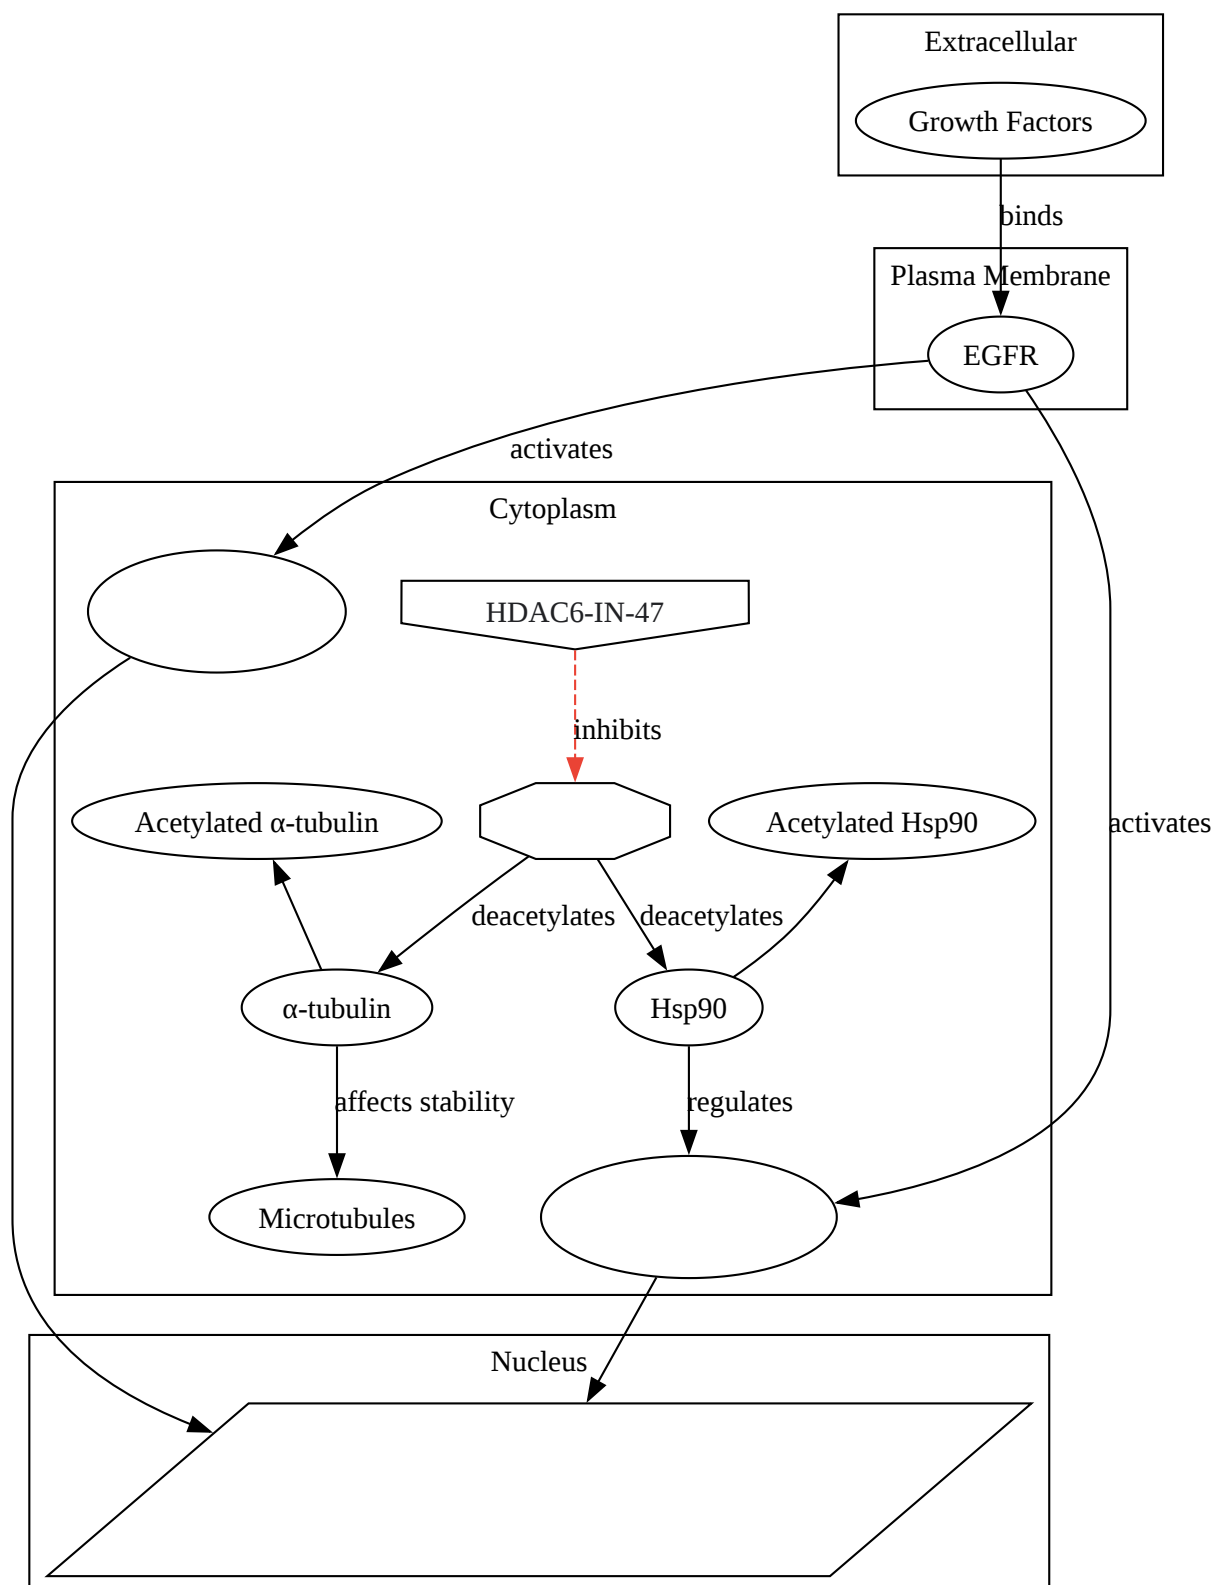 Extracellular
Growth Factors
binds
Plasma Membrane
EGFR
activates
Cytoplasm
HDAC6-IN-47
inhibits
Acetylated α-tubulin
Acetylated Hsp90
activates
deacetylates
deacetylates
α-tubulin
Hsp90
affects stability
regulates
Microtubules
Nucleus